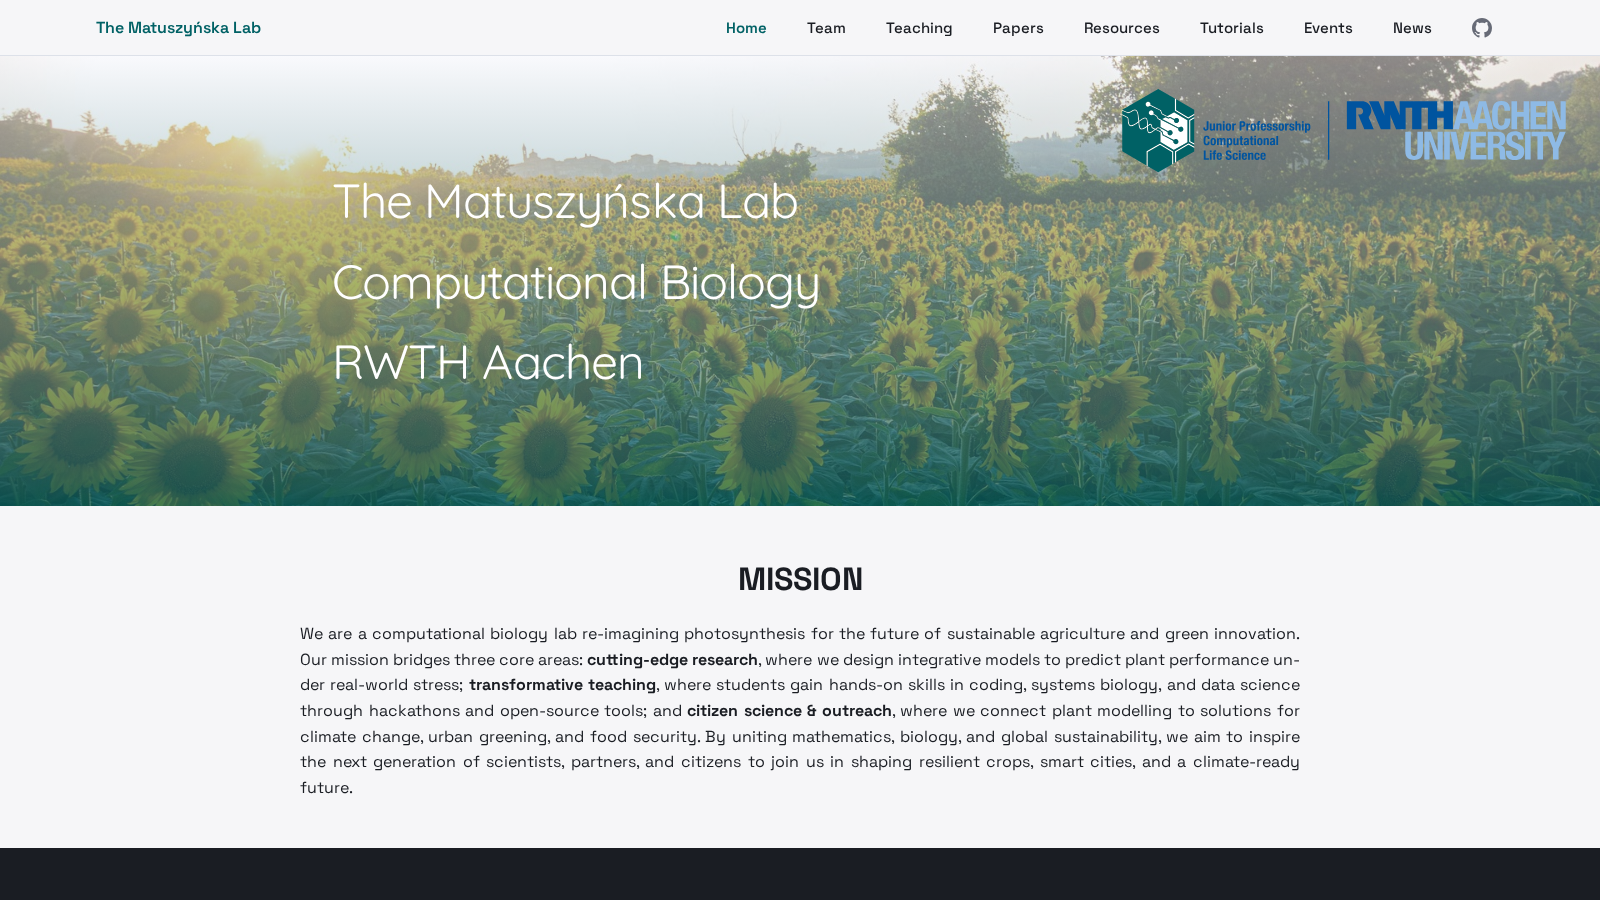 The Matuszyńska Lab
Home Team Teaching Papers Resources Tutorials Events News
Junior Professorship
Computational
Life Science
RWTH AACHEN
UNIVERSITY
The Matuszyńska Lab
Computational Biology
RWTH Aachen
MISSION
We are a computational biology lab re-imagining photosynthesis for the future of sustainable agriculture and green innovation.
Our mission bridges three core areas: cutting-edge research, where we design integrative models to predict plant performance un-
der real-world stress; transformative teaching, where students gain hands-on skills in coding, systems biology, and data science
through hackathons and open-source tools; and citizen science & outreach, where we connect plant modelling to solutions for
climate change, urban greening, and food security. By uniting mathematics, biology, and global sustainability, we aim to inspire
the next generation of scientists, partners, and citizens to join us in shaping resilient crops, smart cities, and a climate-ready
future.